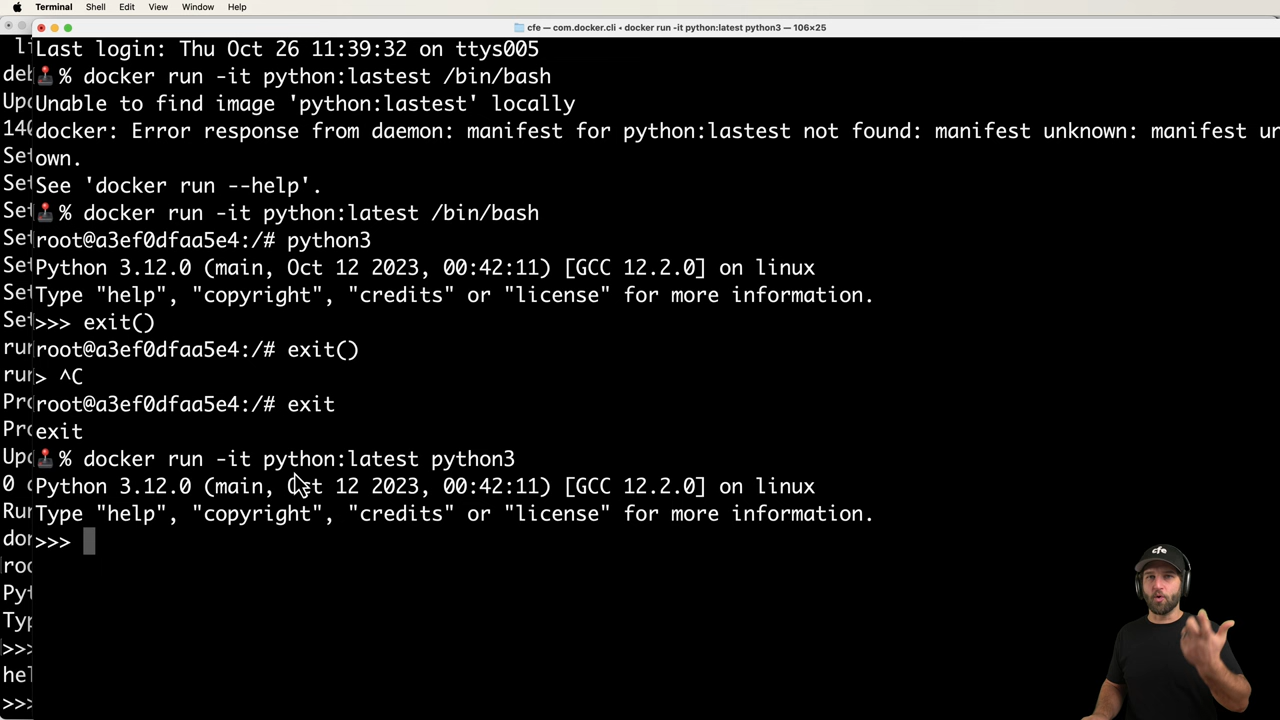 Terminal Shell Edit View Window Help
cfe — com.docker.cli • docker run -it python:latest python3 — 106×25
Last login: Thu Oct 26 11:39:32 on ttys005
% docker run -it python:lastest /bin/bash
Unable to find image 'python:lastest' locally
docker: Error response from daemon: manifest for python:lastest not found: manifest unknown: manifest un
own.
See 'docker run --help'.
% docker run -it python:latest /bin/bash
root@a3ef0dfaa5e4:/# python3
Python 3.12.0 (main, Oct 12 2023, 00:42:11) [GCC 12.2.0] on linux
Type "help", "copyright", "credits" or "license" for more information.
>>> exit()
root@a3ef0dfaa5e4:/# exit()
> ^C
root@a3ef0dfaa5e4:/# exit
exit
% docker run -it python:latest python3
Python 3.12.0 (main, Oct 12 2023, 00:42:11) [GCC 12.2.0] on linux
Type "help", "copyright", "credits" or "license" for more information.
>>>
cfe